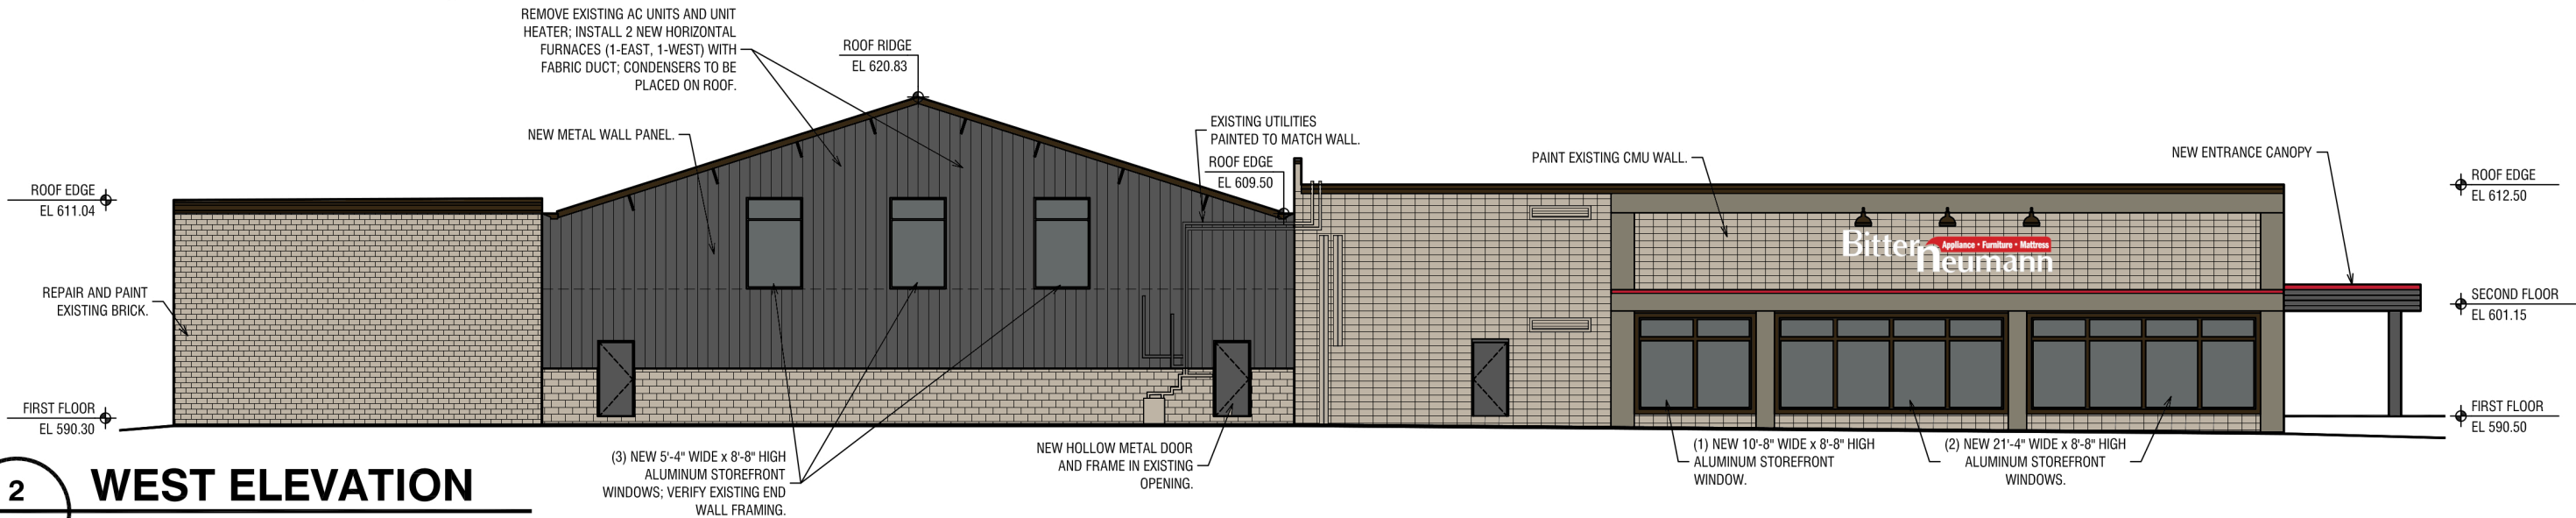 REMOVE EXISTING AC UNITS AND UNIT
HEATER; INSTALL 2 NEW HORIZONTAL
FURNACES (1-EAST, 1-WEST) WITH
FABRIC DUCT; CONDENSERS TO BE
PLACED ON ROOF.
ROOF RIDGE
EL 620.83
NEW METAL WALL PANEL.
EXISTING UTILITIES
PAINTED TO MATCH WALL.
ROOF EDGE
EL 609.50
PAINT EXISTING CMU WALL.
NEW ENTRANCE CANOPY
ROOF EDGE
EL 611.04
ROOF EDGE
EL 612.50
Bitter
Appliance • Furniture • Mattress
neumann
REPAIR AND PAINT
EXISTING BRICK.
SECOND FLOOR
EL 601.15
FIRST FLOOR
EL 590.30
FIRST FLOOR
EL 590.50
(3) NEW 5'-4" WIDE x 8'-8" HIGH
ALUMINUM STOREFRONT
WINDOWS; VERIFY EXISTING END
WALL FRAMING.
NEW HOLLOW METAL DOOR
AND FRAME IN EXISTING
OPENING.
(1) NEW 10'-8" WIDE x 8'-8" HIGH
ALUMINUM STOREFRONT
WINDOW.
(2) NEW 21'-4" WIDE x 8'-8" HIGH
ALUMINUM STOREFRONT
WINDOWS.
2
WEST ELEVATION